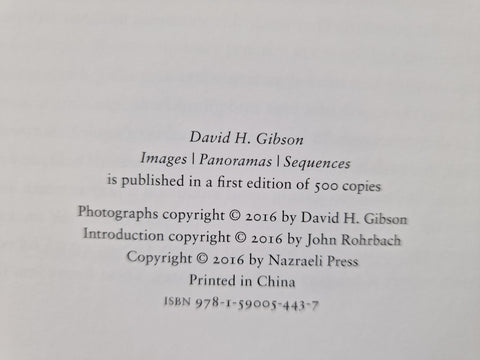 David H. Gibson
Images | Panoramas | Sequences
is published in a first edition of 500 copies
Photographs copyright © 2016 by David H. Gibson
Introduction copyright © 2016 by John Rohrbach
Copyright © 2016 by Nazraeli Press
Printed in China
ISBN 978-1-59005-443-7